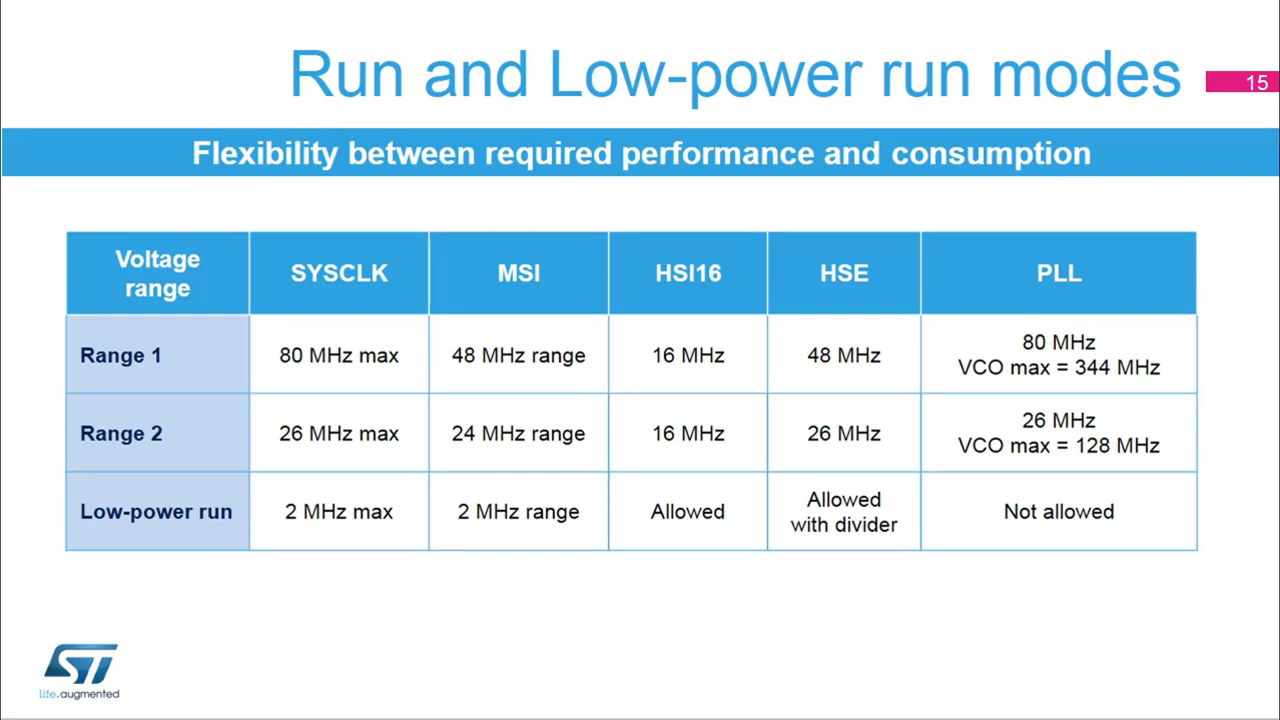 Run and Low-power run modes
15
Flexibility between required performance and consumption
Voltage
range
SYSCLK
MSI
HSI16
HSE
PLL
Range 1
80 MHz max
48 MHz range
16 MHz
48 MHz
80 MHz
VCO max = 344 MHz
Range 2
26 MHz max
24 MHz range
16 MHz
26 MHz
26 MHz
VCO max = 128 MHz
Low-power run
2 MHz max
2 MHz range
Allowed
Allowed
with divider
Not allowed
ST
life.augmented